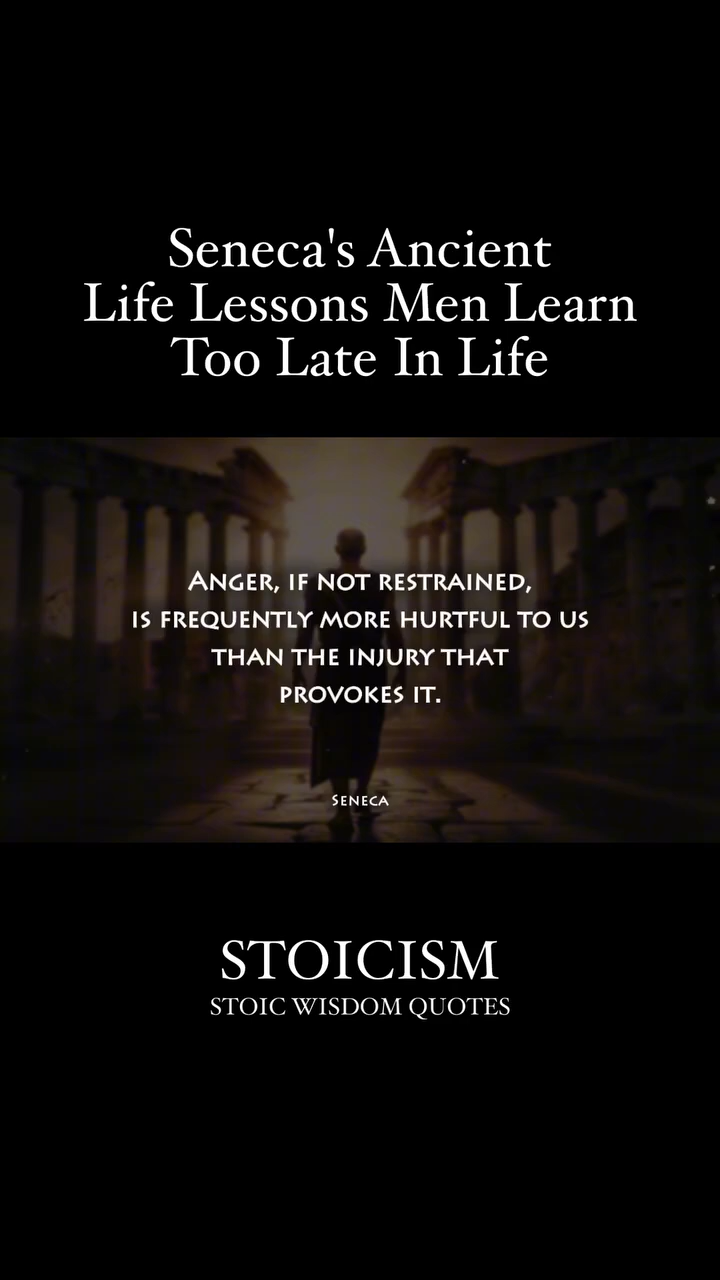 Seneca's Ancient
Life Lessons Men Learn
Too Late In Life
Anger, if not restrained,
is frequently more hurtful to us
than the injury that
provokes it.
Seneca
STOICISM
STOIC WISDOM QUOTES